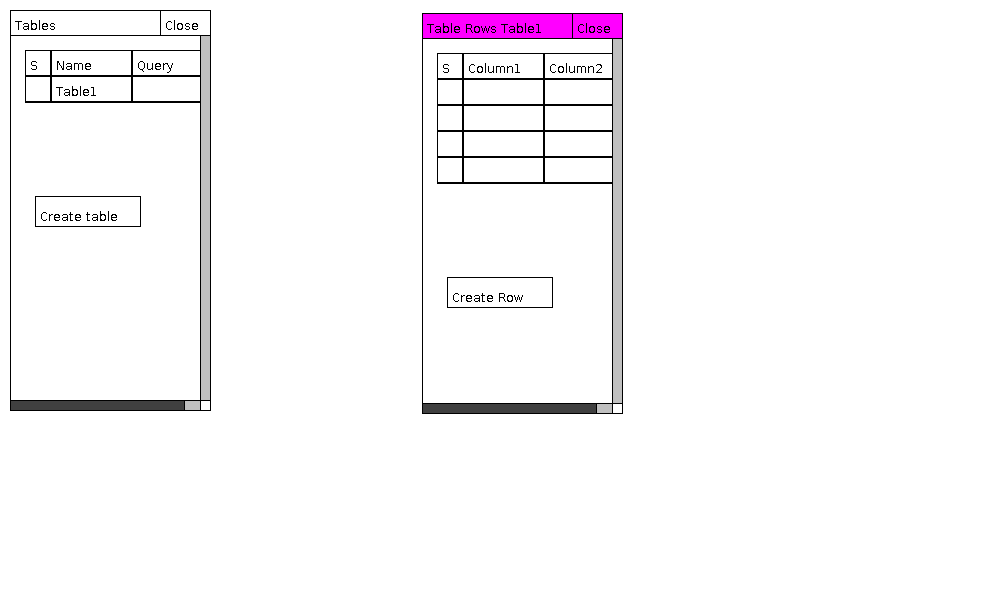 Tables Close
S Name Query
Table1
Create table
Table Rows Table1 Close
S Column1 Column2
Create Row